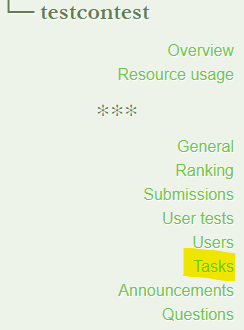 testcontest
Overview
Resource usage
***
General
Ranking
Submissions
User tests
Users
Tasks
Announcements
Questions